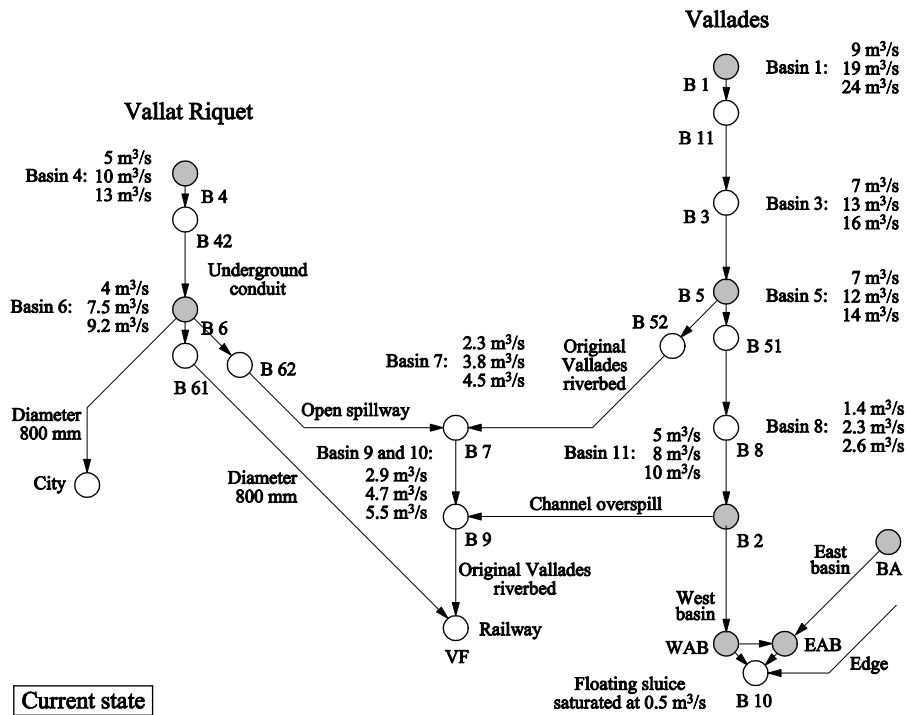 Vallades
9 m³/s
Basin 1: 19 m³/s
24 m³/s
B 1
B 11
Vallat Riquet
5 m³/s
Basin 4: 10 m³/s
13 m³/s
B 4
B 42
7 m³/s
Basin 3: 13 m³/s
16 m³/s
B 3
Underground
conduit
4 m³/s
Basin 6: 7.5 m³/s
9.2 m³/s
B 6
B 61
B 62
7 m³/s
Basin 5: 12 m³/s
14 m³/s
B 5
B 52
B 51
2.3 m³/s
Basin 7: 3.8 m³/s
4.5 m³/s
Original
Vallades
riverbed
Diameter
800 mm
Open spillway
B 7
1.4 m³/s
Basin 8: 2.3 m³/s
2.6 m³/s
B 8
5 m³/s
Basin 11: 8 m³/s
10 m³/s
Basin 9 and 10:
2.9 m³/s
4.7 m³/s
5.5 m³/s
City
Diameter
800 mm
Channel overspill
B 9
B 2
East
basin
BA
Original Vallades
riverbed
West
basin
Railway
VF
WAB
EAB
Edge
Floating sluice
saturated at 0.5 m³/s
B 10
Current state